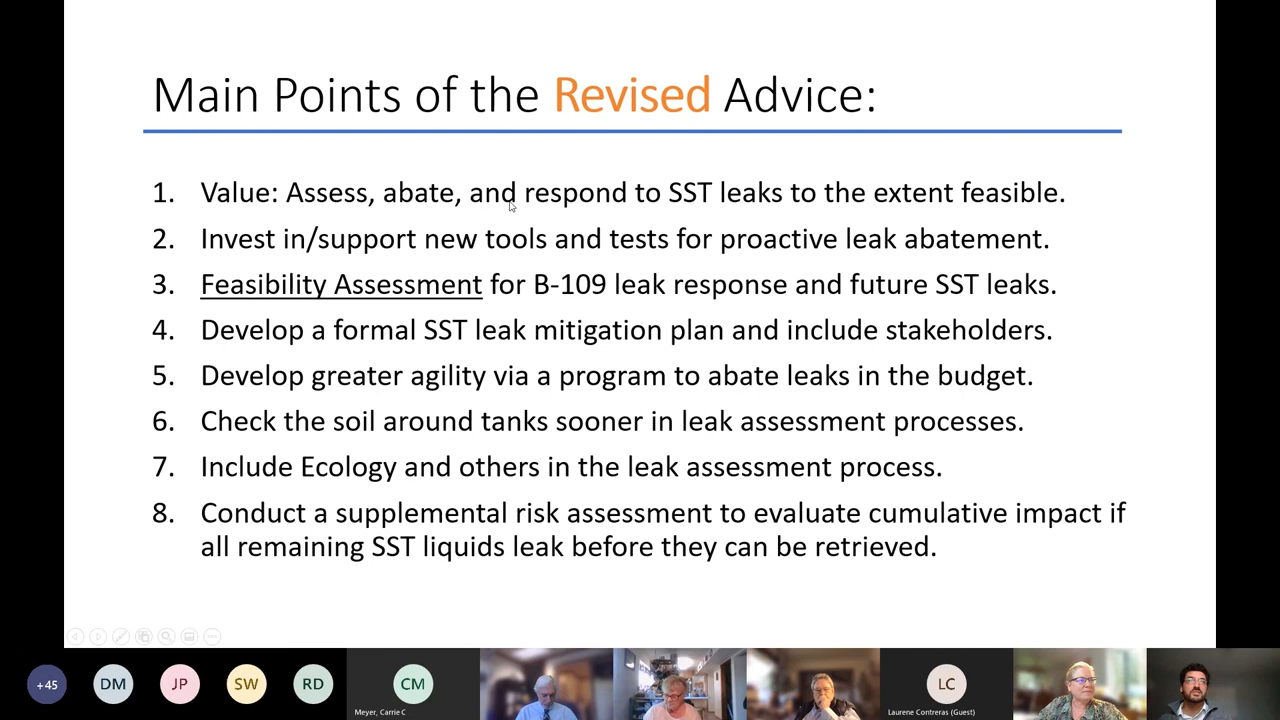 Main Points of the Revised Advice:
1. Value: Assess, abate, and respond to SST leaks to the extent feasible.
2. Invest in/support new tools and tests for proactive leak abatement.
3. Feasibility Assessment for B-109 leak response and future SST leaks.
4. Develop a formal SST leak mitigation plan and include stakeholders.
5. Develop greater agility via a program to abate leaks in the budget.
6. Check the soil around tanks sooner in leak assessment processes.
7. Include Ecology and others in the leak assessment process.
8. Conduct a supplemental risk assessment to evaluate cumulative impact if
all remaining SST liquids leak before they can be retrieved.
+45 DM JP SW RD CM LC
Meyer, Carrie C Laurene Contreras (Guest)